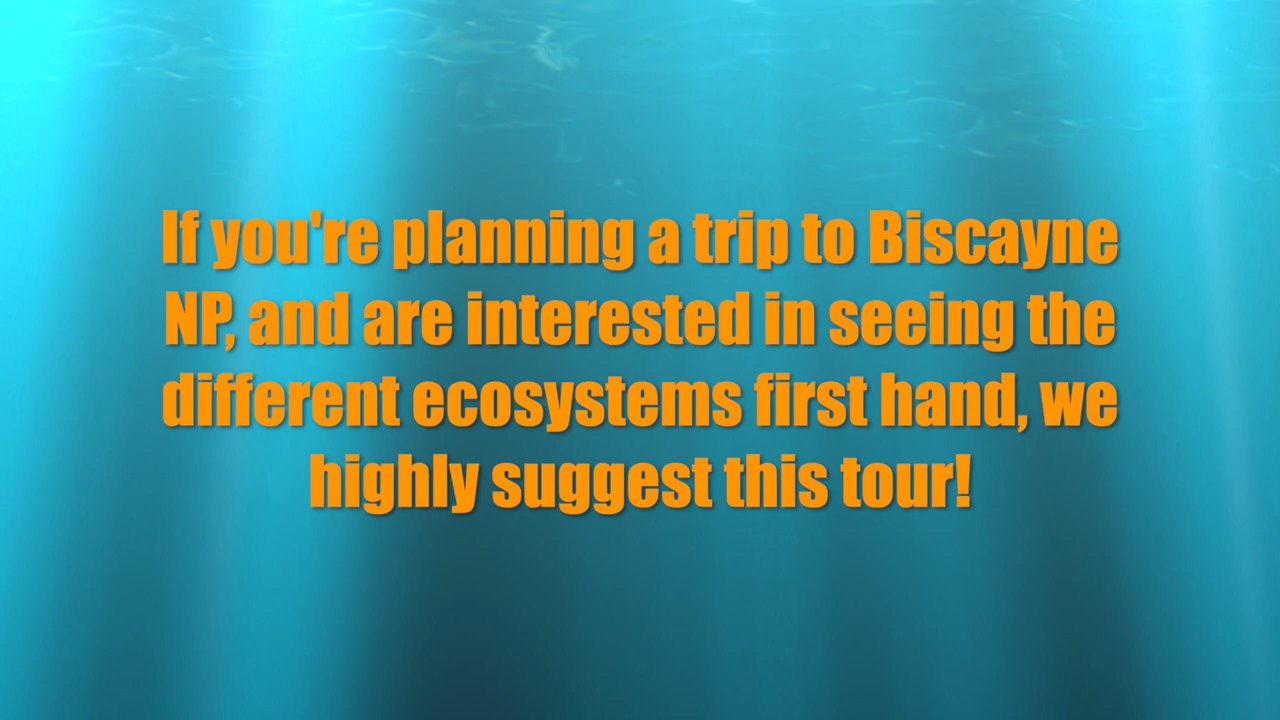 If you're planning a trip to Biscayne
NP, and are interested in seeing the
different ecosystems first hand, we
highly suggest this tour!